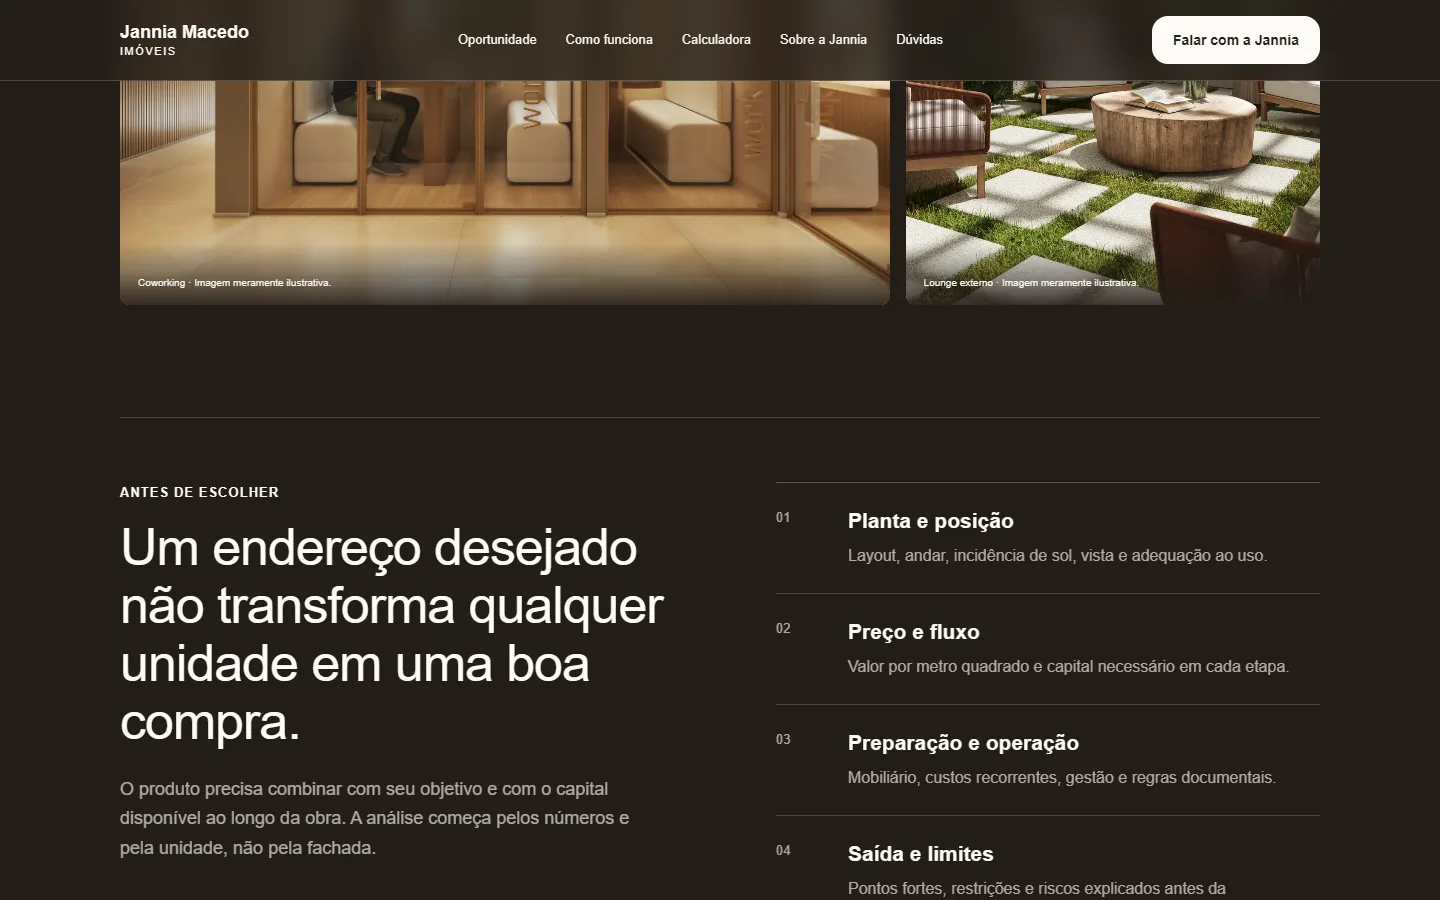 Jannia Macedo
IMÓVEIS
Oportunidade
Como funciona
Calculadora
Sobre a Jannia
Dúvidas
Falar com a Jannia
work
work
Coworking · Imagem meramente ilustrativa.
Lounge externo · Imagem meramente ilustrativa.
ANTES DE ESCOLHER
Um endereço desejado
não transforma qualquer
unidade em uma boa
compra.
O produto precisa combinar com seu objetivo e com o capital
disponível ao longo da obra. A análise começa pelos números e
pela unidade, não pela fachada.
01
Planta e posição
Layout, andar, incidência de sol, vista e adequação ao uso.
02
Preço e fluxo
Valor por metro quadrado e capital necessário em cada etapa.
03
Preparação e operação
Mobiliário, custos recorrentes, gestão e regras documentais.
04
Saída e limites
Pontos fortes, restrições e riscos explicados antes da